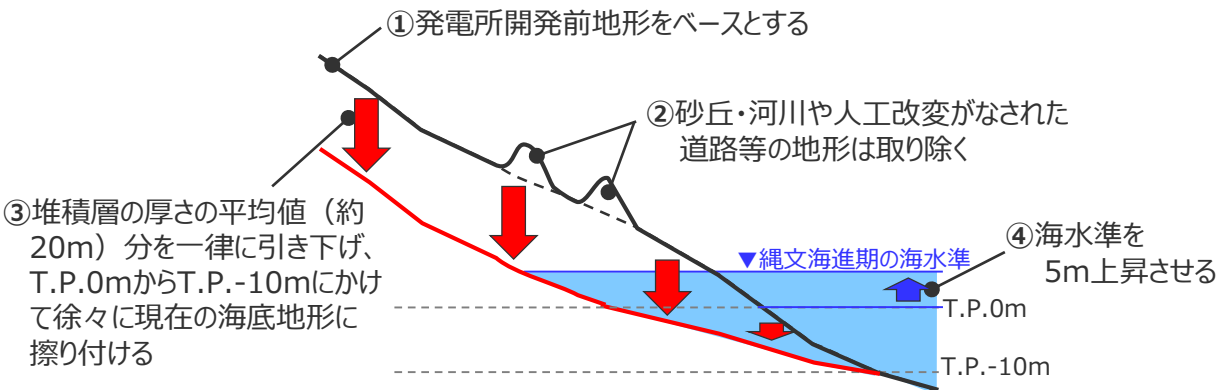 ①発電所開発前地形をベースとする
②砂丘・河川や人工改変がなされた
道路等の地形は取り除く
③堆積層の厚さの平均値（約
20m）分を一律に引き下げ、
T.P.0mからT.P.-10mにかけ
て徐々に現在の海底地形に
擦り付ける
▼縄文海進期の海水準
④海水準を
5m上昇させる
T.P.0m
T.P.-10m